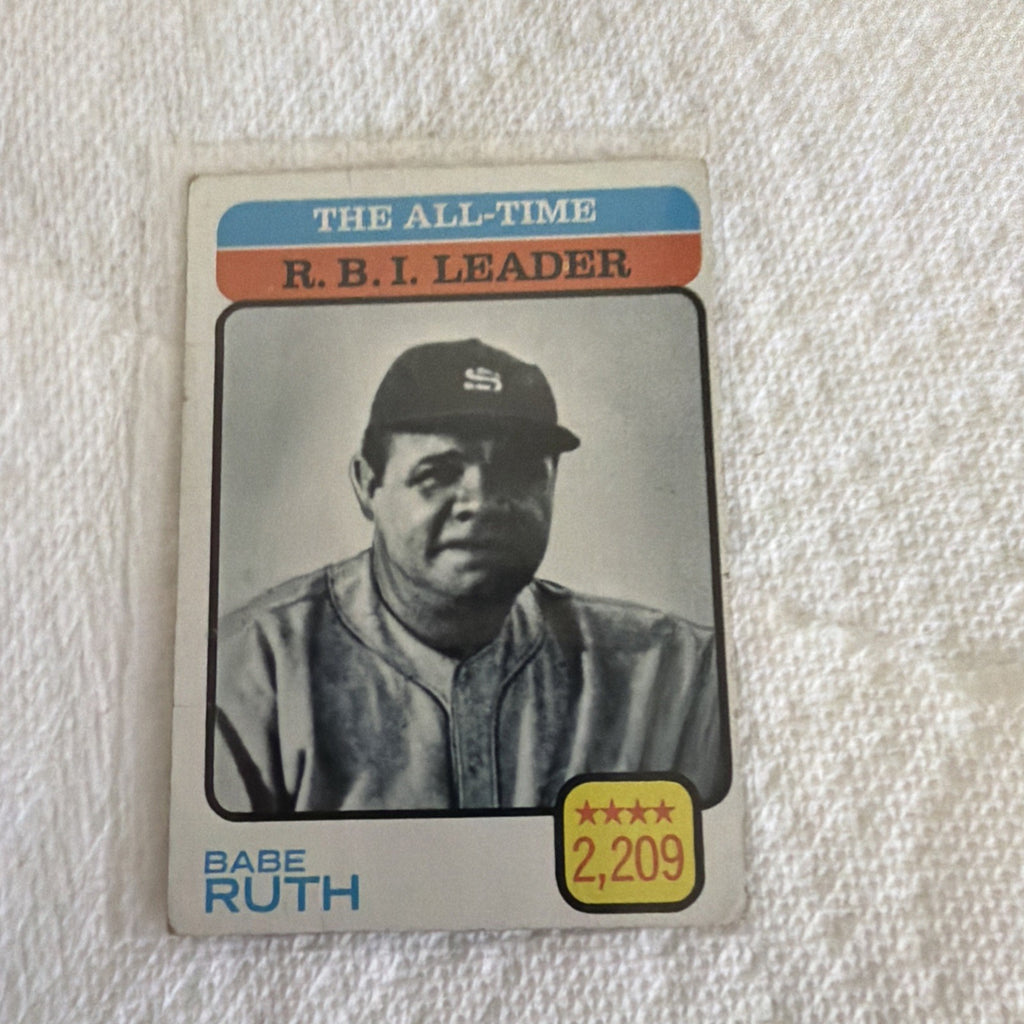 THE ALL-TIME
R. B. I. LEADER
BABE
RUTH
2,209